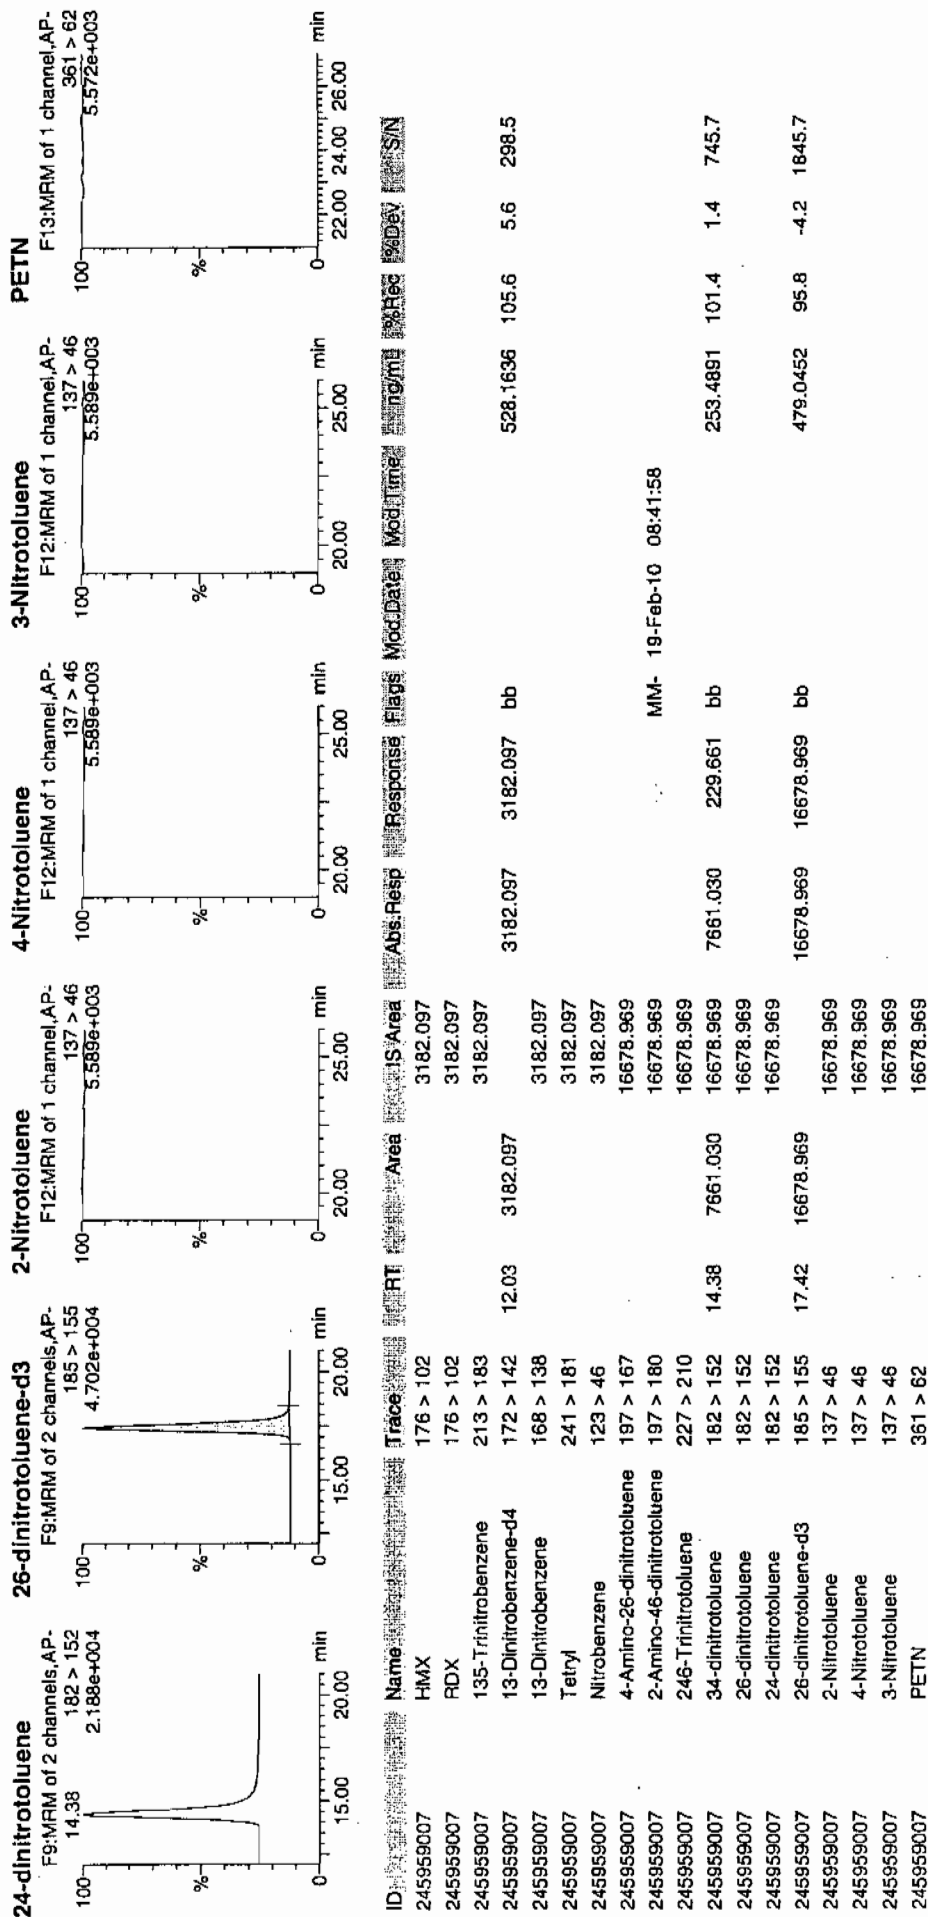 24-dinitrotoluene
F9:MRM of 2 channels,AP-
14.38 182 > 152
2.188e+004
100
%
0
15.00 20.00 min
26-dinitrotoluene-d3
F9:MRM of 2 channels,AP-
185 > 155
4.702e+004
100
%
0
15.00 20.00 min
2-Nitrotoluene
F12:MRM of 1 channel,AP-
137 > 46
5.589e+003
100
%
0
20.00 25.00 min
4-Nitrotoluene
F12:MRM of 1 channel,AP-
137 > 46
5.589e+003
100
%
0
20.00 25.00 min
3-Nitrotoluene
F12:MRM of 1 channel,AP-
137 > 46
5.589e+003
100
%
0
20.00 25.00 min
PETN
F13:MRM of 1 channel,AP-
361 > 62
5.572e+003
100
%
0
22.00 24.00 26.00 min
ID Name Trace RT Area IS Area Abs.Resp Response Flags Mod.Date Mod.Time ng/ml %Rec %Dev S/N
245959007 HMX 176 > 102 3182.097
245959007 RDX 176 > 102 3182.097
245959007 135-Trinitrobenzene 213 > 183 3182.097
245959007 13-Dinitrobenzene-d4 172 > 142 12.03 3182.097 3182.097 3182.097 bb 528.1636 105.6 5.6 298.5
245959007 13-Dinitrobenzene 168 > 138 3182.097
245959007 Tetryl 241 > 181 3182.097
245959007 Nitrobenzene 123 > 46 3182.097
245959007 4-Amino-26-dinitrotoluene 197 > 167 16678.969
245959007 2-Amino-46-dinitrotoluene 197 > 180 16678.969 MM- 19-Feb-10 08:41:58
245959007 246-Trinitrotoluene 227 > 210 16678.969
245959007 34-dinitrotoluene 182 > 152 14.38 7661.030 16678.969 7661.030 229.661 bb 253.4891 101.4 1.4 745.7
245959007 26-dinitrotoluene 182 > 152 16678.969
245959007 24-dinitrotoluene 182 > 152 16678.969
245959007 26-dinitrotoluene-d3 185 > 155 17.42 16678.969 16678.969 16678.969 bb 479.0452 95.8 -4.2 1845.7
245959007 2-Nitrotoluene 137 > 46 16678.969
245959007 4-Nitrotoluene 137 > 46 16678.969
245959007 3-Nitrotoluene 137 > 46 16678.969
245959007 PETN 361 > 62 16678.969